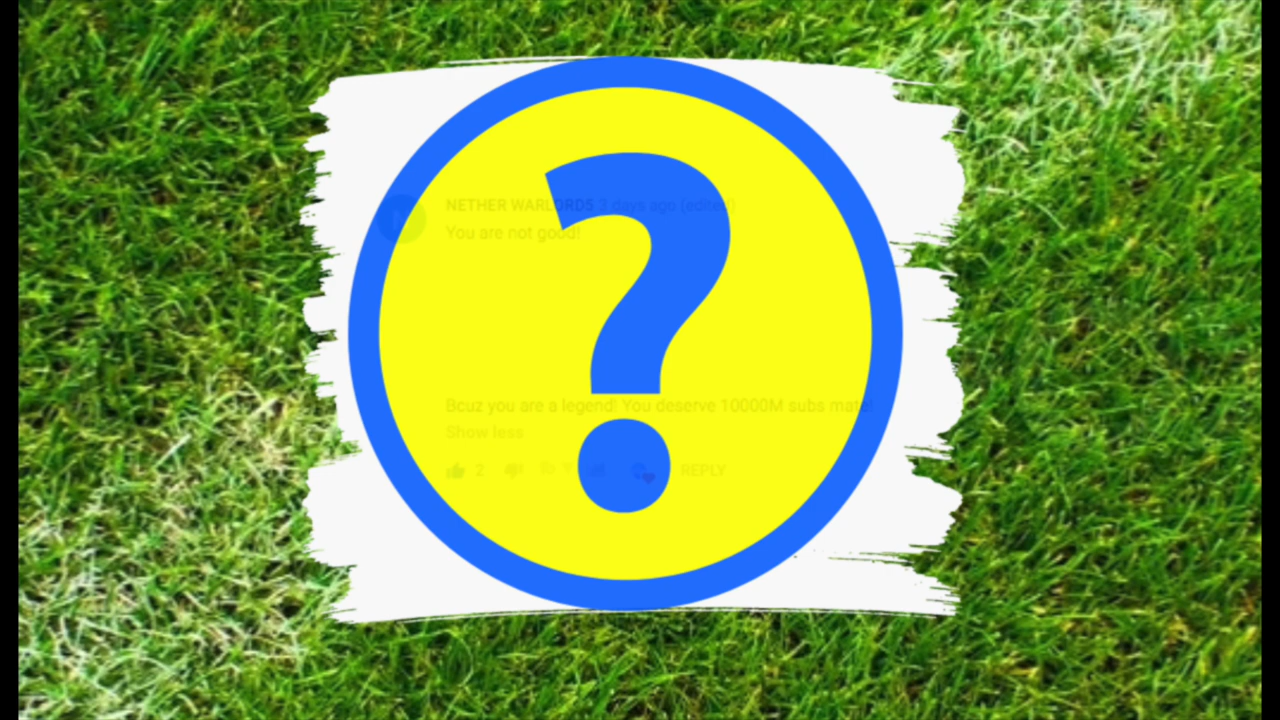 ?
NETHER WARLORDS 3 days ago (edited)
You are not good!
Bcuz you are a legend! You deserve 10000M subs mate!
Show less
2 REPLY